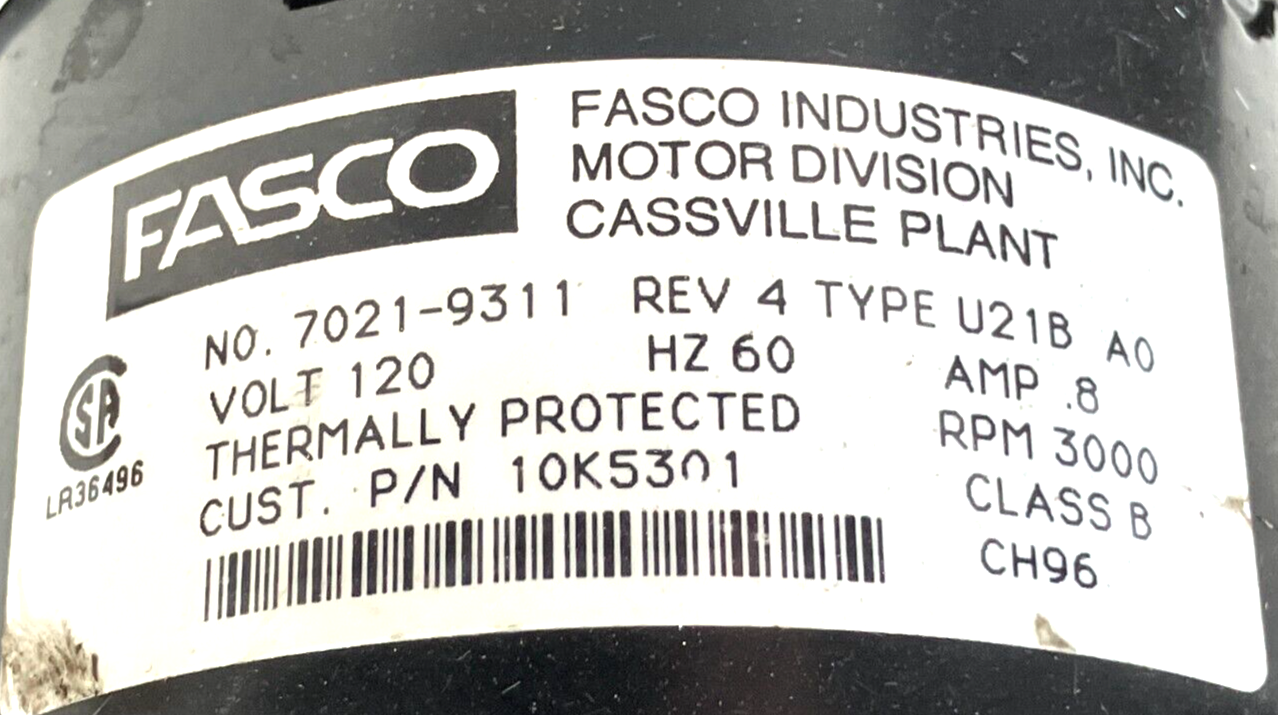 FASCO
FASCO INDUSTRIES, INC.
MOTOR DIVISION
CASSVILLE PLANT
NO. 7021-9311 REV 4 TYPE U21B A0
VOLT 120 HZ 60 AMP .8
THERMALLY PROTECTED RPM 3000
CUST. P/N 10K5301 CLASS B
CH96
SA
LR36496